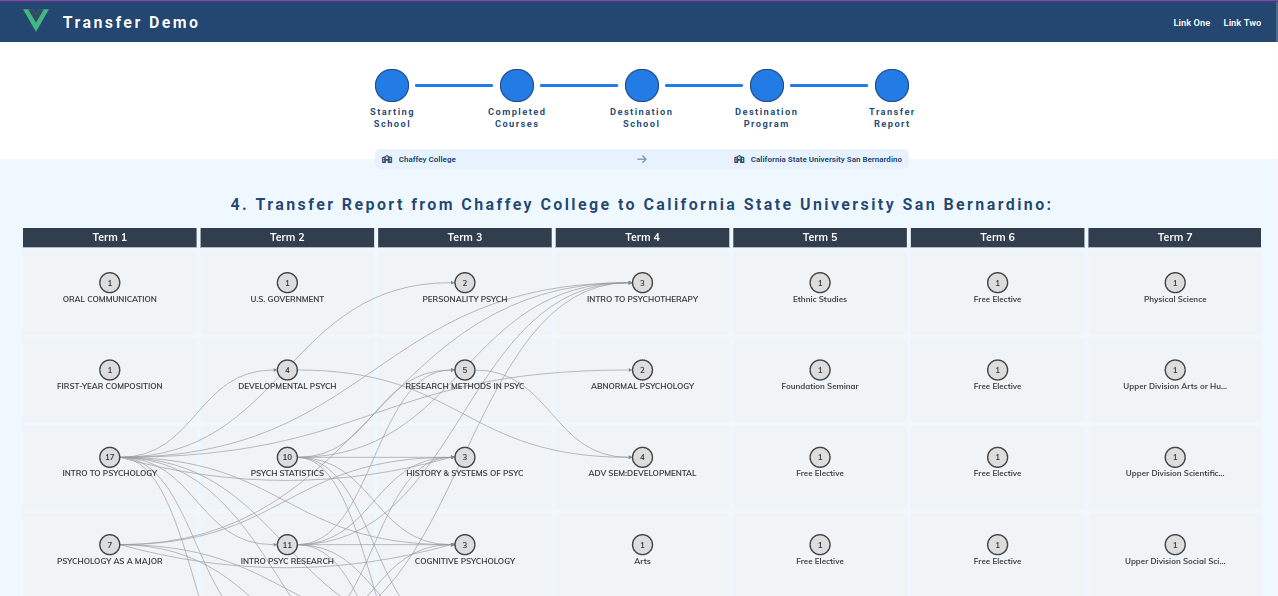 Transfer Demo
Link One Link Two
Starting School
Completed Courses
Destination School
Destination Program
Transfer Report
Chaffey College
California State University San Bernardino
4. Transfer Report from Chaffey College to California State University San Bernardino:
Term 1 Term 2 Term 3 Term 4 Term 5 Term 6 Term 7
1 1 2 3 1 1 1
ORAL COMMUNICATION U.S. GOVERNMENT PERSONALITY PSYCH INTRO TO PSYCHOTHERAPY Ethnic Studies Free Elective Physical Science
1 4 5 2 1 1 1
FIRST-YEAR COMPOSITION DEVELOPMENTAL PSYCH RESEARCH METHODS IN PSYC ABNORMAL PSYCHOLOGY Foundation Seminar Free Elective Upper Division Arts or Hu...
17 10 3 4 1 1 1
INTRO TO PSYCHOLOGY PSYCH STATISTICS HISTORY & SYSTEMS OF PSYC ADV SEM:DEVELOPMENTAL Free Elective Free Elective Upper Division Scientific...
7 11 3 1 1 1 1
PSYCHOLOGY AS A MAJOR INTRO PSYC RESEARCH COGNITIVE PSYCHOLOGY Arts Free Elective Free Elective Upper Division Social Sci...